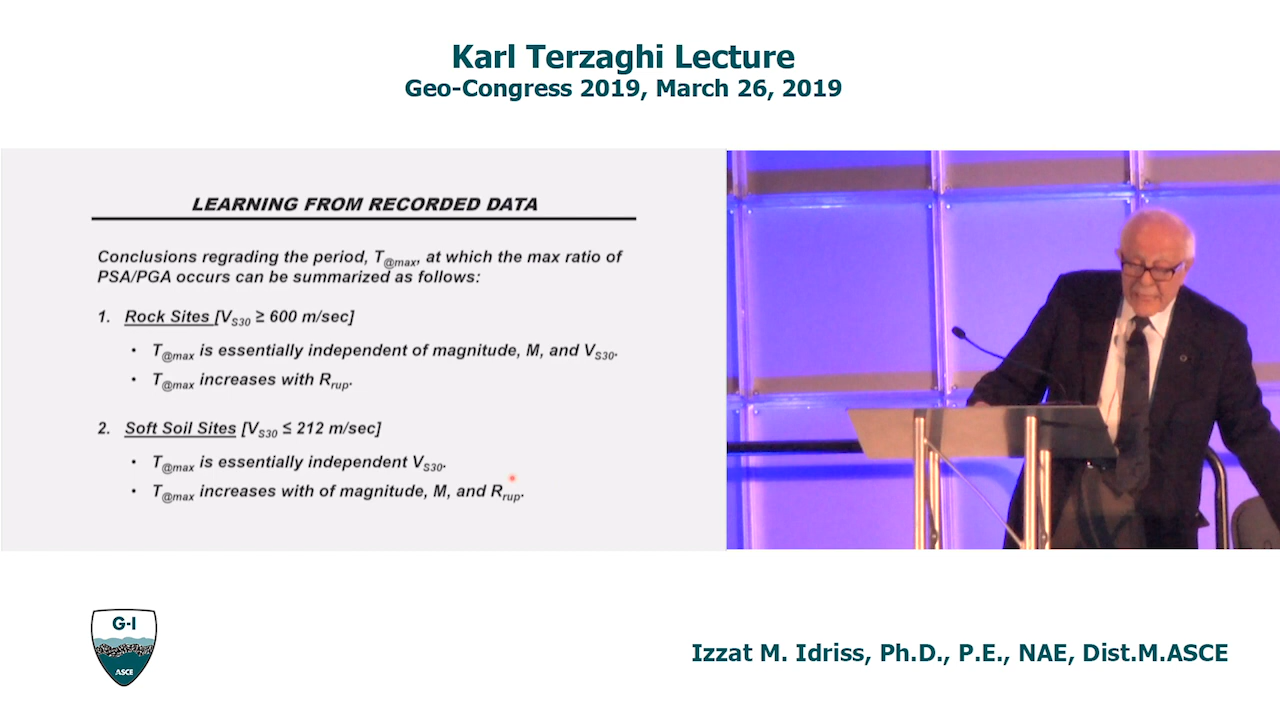 Karl Terzaghi Lecture
Geo-Congress 2019, March 26, 2019
LEARNING FROM RECORDED DATA
Conclusions regrading the period, T@max, at which the max ratio of
PSA/PGA occurs can be summarized as follows:
1. Rock Sites [VS30 ≥ 600 m/sec]
• T@max is essentially independent of magnitude, M, and VS30.
• T@max increases with Rrup.
2. Soft Soil Sites [VS30 ≤ 212 m/sec]
• T@max is essentially independent VS30.
• T@max increases with of magnitude, M, and Rrup.
G-I
ASCE
Izzat M. Idriss, Ph.D., P.E., NAE, Dist.M.ASCE